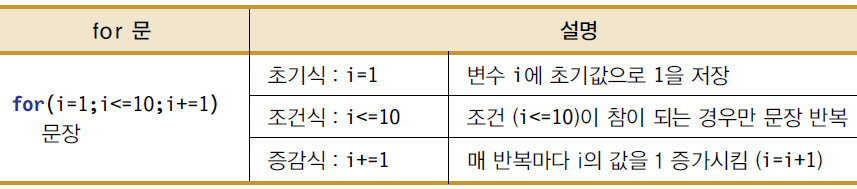 for 문 설명
초기식 : i=1 변수 i에 초기값으로 1을 저장
for(i=1;i<=10;i+=1)
문장
조건식 : i<=10 조건 (i<=10)이 참이 되는 경우만 문장 반복
증감식 : i+=1 매 반복마다 i의 값을 1 증가시킴 (i=i+1)